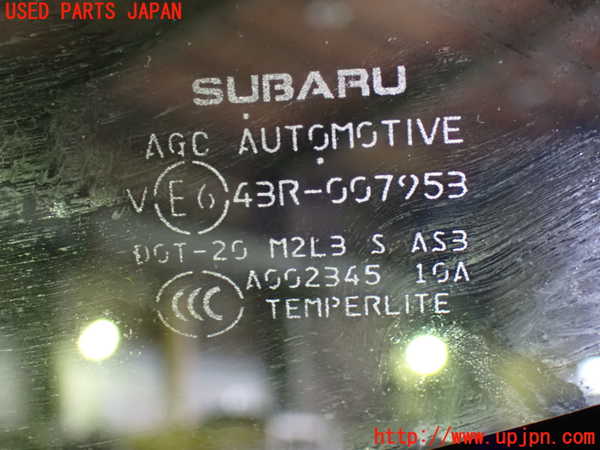 USED PARTS JAPAN
SUBARU
AGC AUTOMOTIVE
V E6 43R-007953
DOT-20 M2L3 S AS3
CCC A002345 10A
TEMPERLITE
http://www.upjpn.com